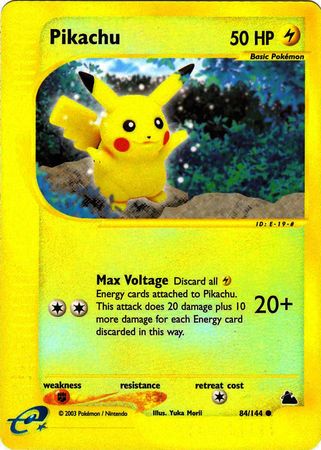 Pikachu
50 HP
Basic Pokémon
ID: E-19-#
Max Voltage Discard all
Energy cards attached to Pikachu.
This attack does 20 damage plus 10
more damage for each Energy card
discarded in this way.
20+
weakness resistance retreat cost
© 2003 Pokémon / Nintendo Illus. Yuka Morii 84/144
e